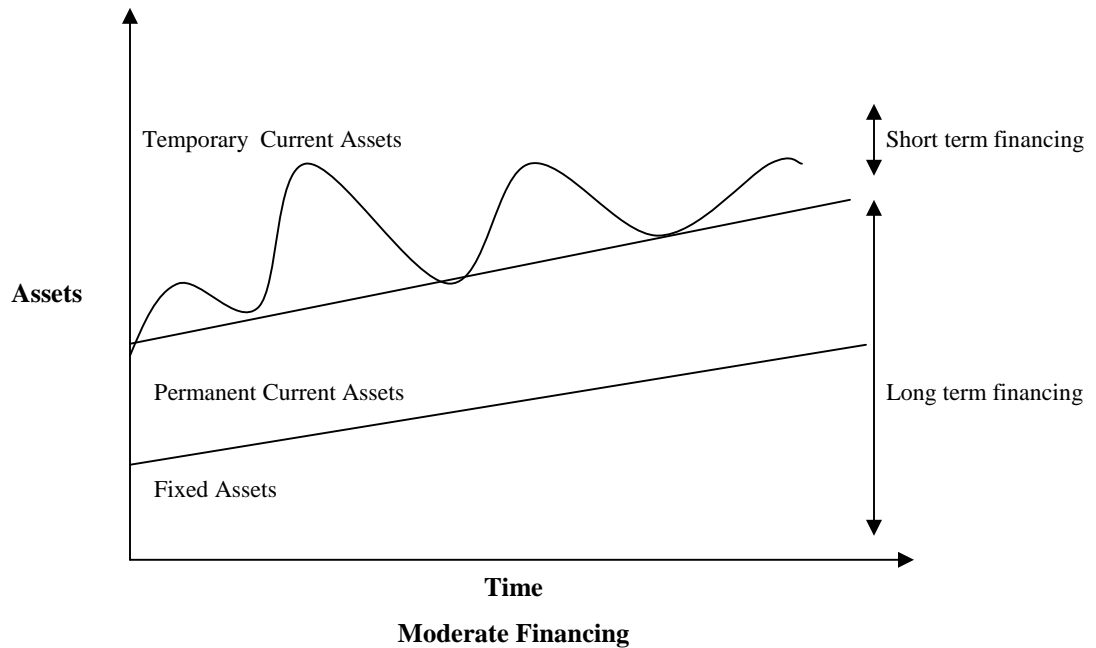 Temporary  Current Assets
Short term financing
Assets
Permanent Current Assets
Long term financing
Fixed Assets
Time
Moderate Financing